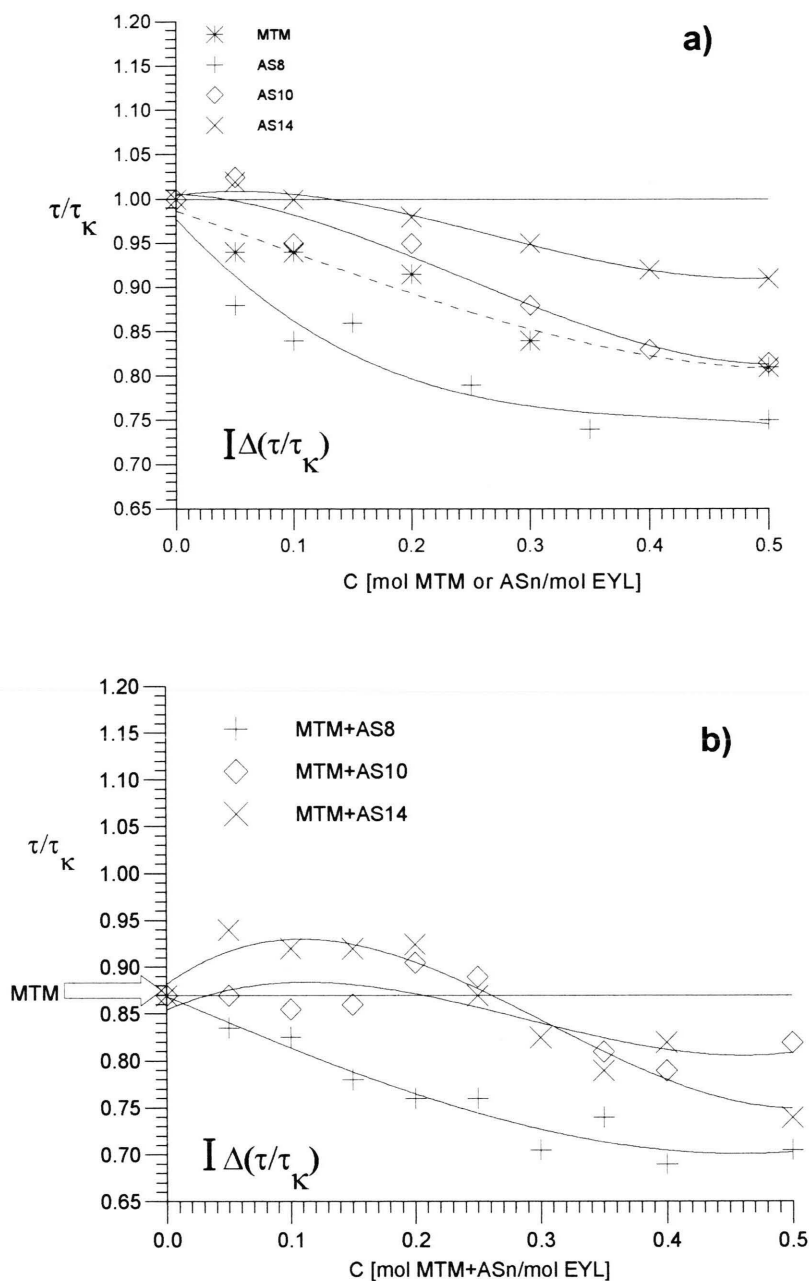 a)
MTM
AS8
AS10
AS14
1.20
1.15
1.10
1.05
1.00
0.95
0.90
0.85
0.80
0.75
0.70
0.65
τ/τκ
Δ(τ/τκ)
0.0 0.1 0.2 0.3 0.4 0.5
C [mol MTM or ASn/mol EYL]
b)
MTM+AS8
MTM+AS10
MTM+AS14
1.20
1.15
1.10
1.05
1.00
0.95
0.90
0.85
0.80
0.75
0.70
0.65
τ/τκ
MTM
Δ(τ/τκ)
0.0 0.1 0.2 0.3 0.4 0.5
C [mol MTM+ASn/mol EYL]